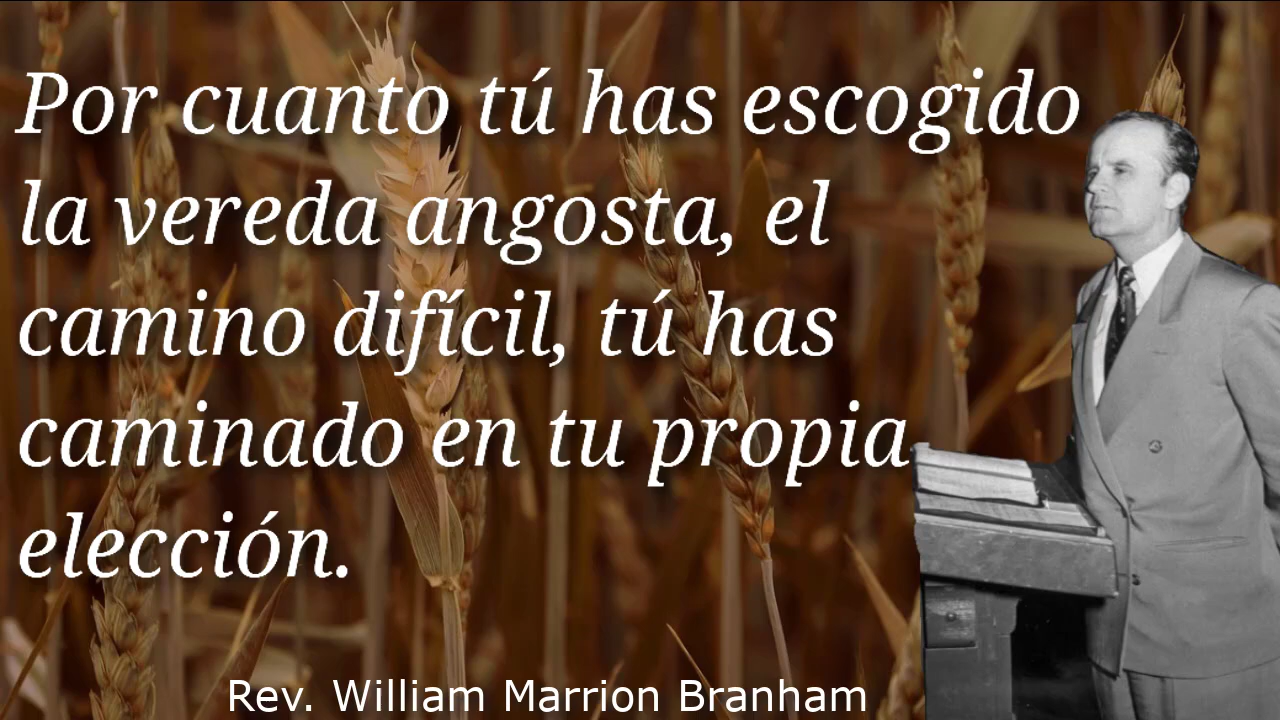 Por cuanto tú has escogido
la vereda angosta, el
camino difícil, tú has
caminado en tu propia
elección.
Rev. William Marrion Branham